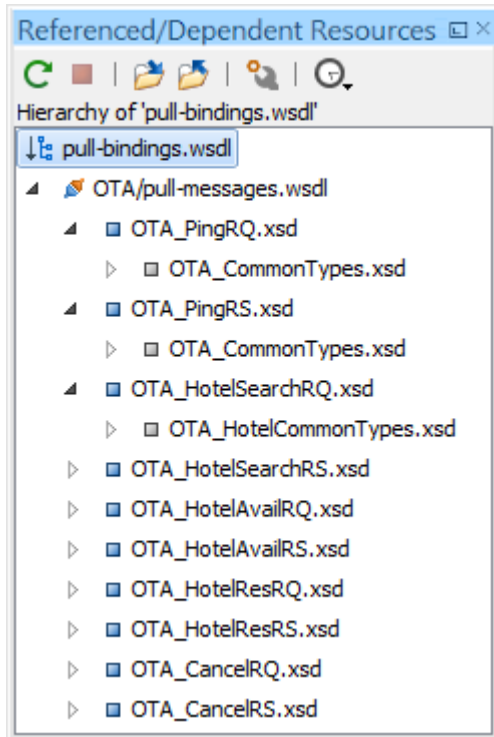 Referenced/Dependent Resources
Hierarchy of 'pull-bindings.wsdl'
pull-bindings.wsdl
OTA/pull-messages.wsdl
OTA_PingRQ.xsd
OTA_CommonTypes.xsd
OTA_PingRS.xsd
OTA_CommonTypes.xsd
OTA_HotelSearchRQ.xsd
OTA_HotelCommonTypes.xsd
OTA_HotelSearchRS.xsd
OTA_HotelAvailRQ.xsd
OTA_HotelAvailRS.xsd
OTA_HotelResRQ.xsd
OTA_HotelResRS.xsd
OTA_CancelRQ.xsd
OTA_CancelRS.xsd